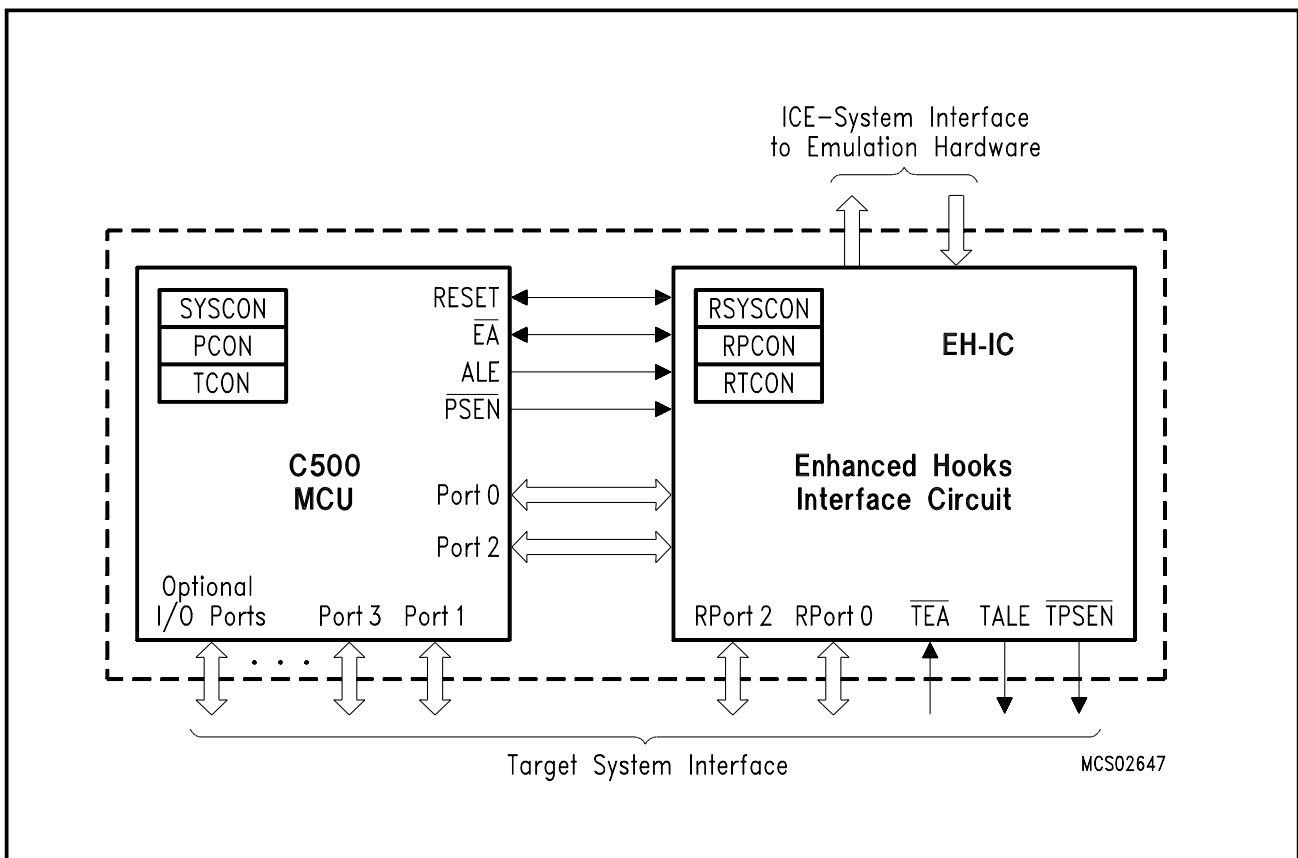 ICE-System Interface
to Emulation Hardware
SYSCON
PCON
TCON
RESET
EA
ALE
PSEN
C500
MCU
Port 0
Port 2
Optional
I/O Ports
. . .
Port 3
Port 1
RSYSCON
RPCON
RTCON
EH-IC
Enhanced Hooks
Interface Circuit
RPort 2
RPort 0
TEA
TALE
TPSEN
Target System Interface
MCS02647